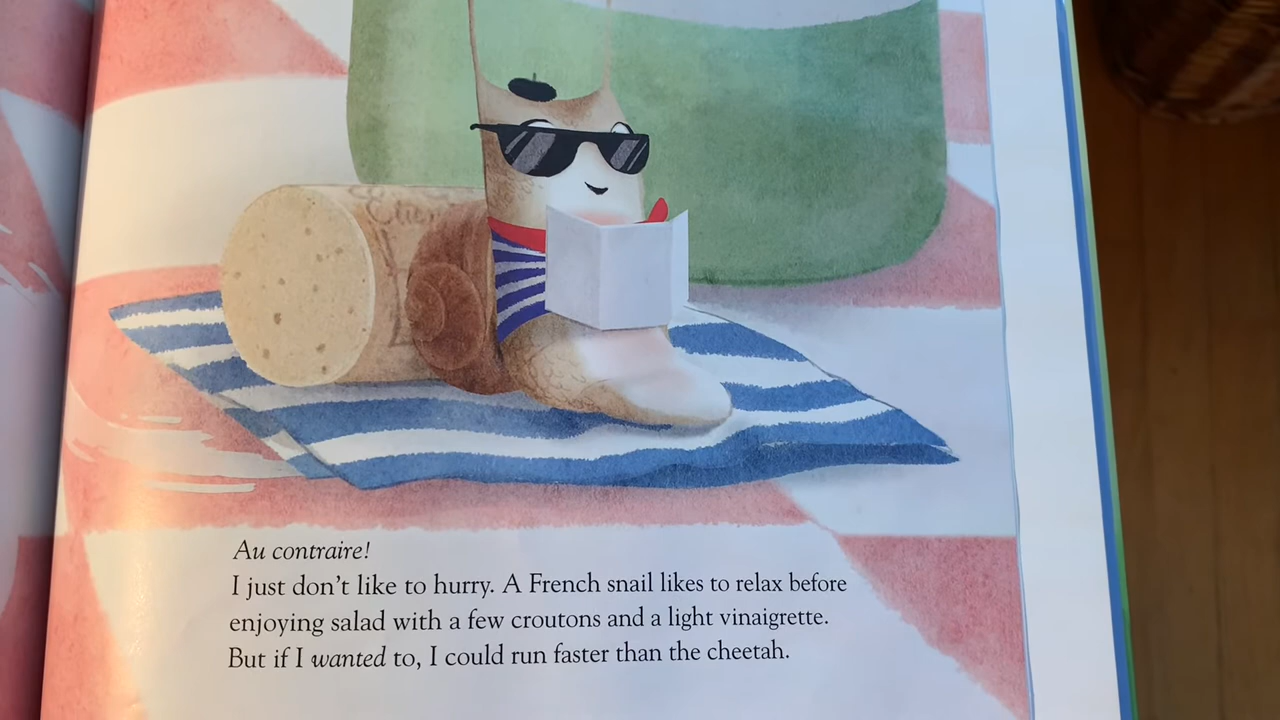 Au contraire!
I just don't like to hurry. A French snail likes to relax before
enjoying salad with a few croutons and a light vinaigrette.
But if I wanted to, I could run faster than the cheetah.